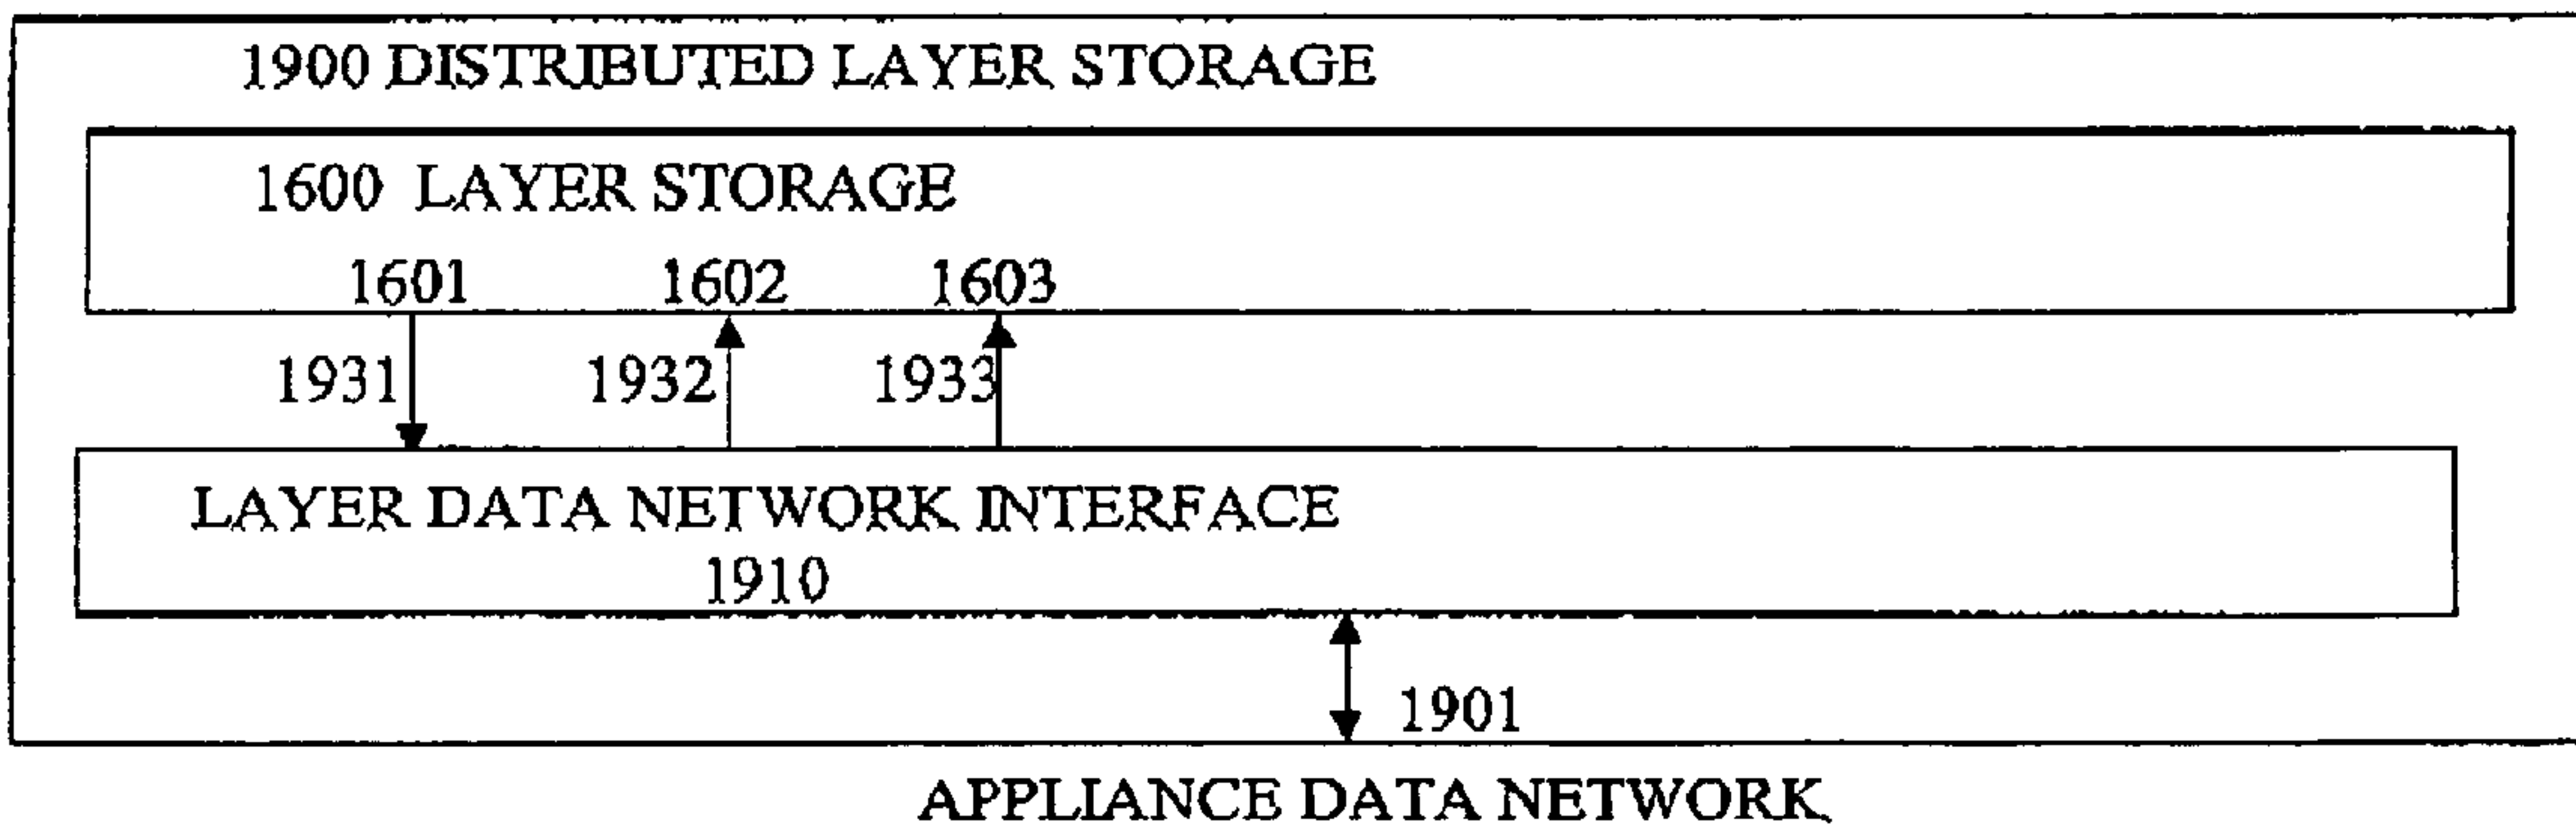 1900 DISTRIBUTED LAYER STORAGE
1600 LAYER STORAGE
1601 1602 1603
1931 1932 1933
LAYER DATA NETWORK INTERFACE
1910
1901
APPLIANCE DATA NETWORK